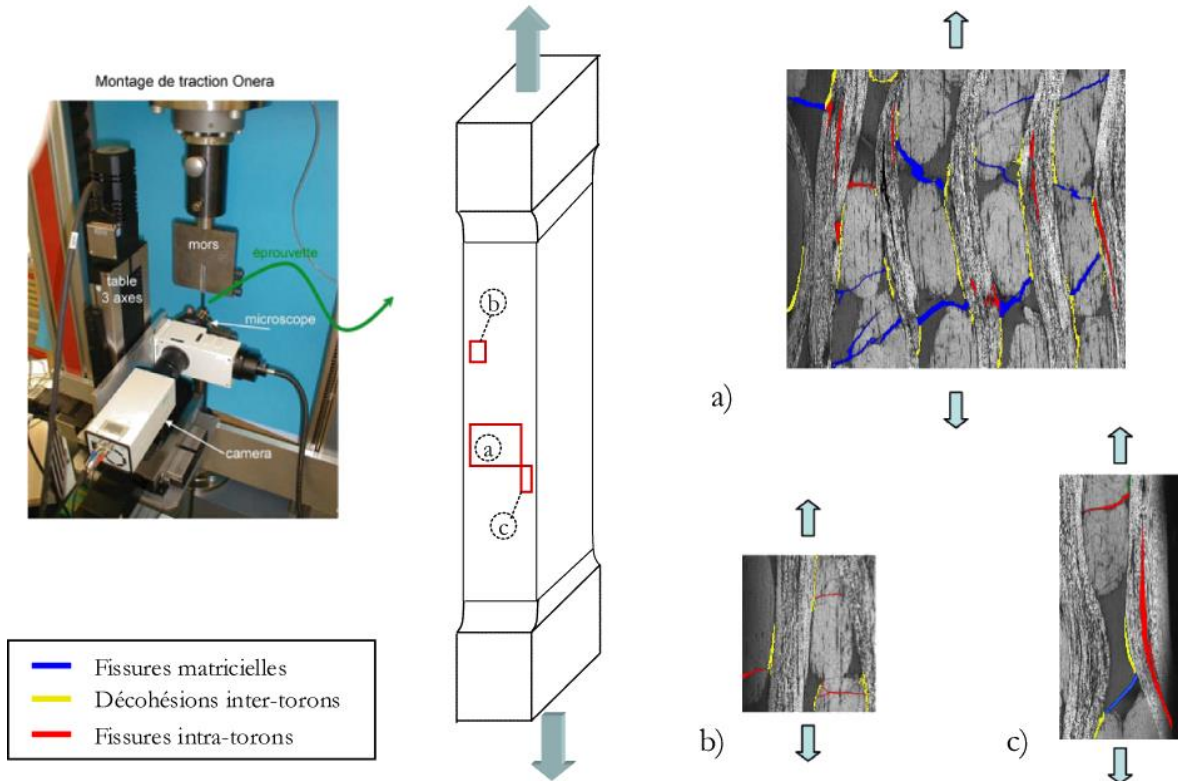 Montage de traction Onera
mors
éprouvette
table
3 axes
microscope
camera
b
a
c
a)
b)
c)
Fissures matricielles
Décohésions inter-torons
Fissures intra-torons